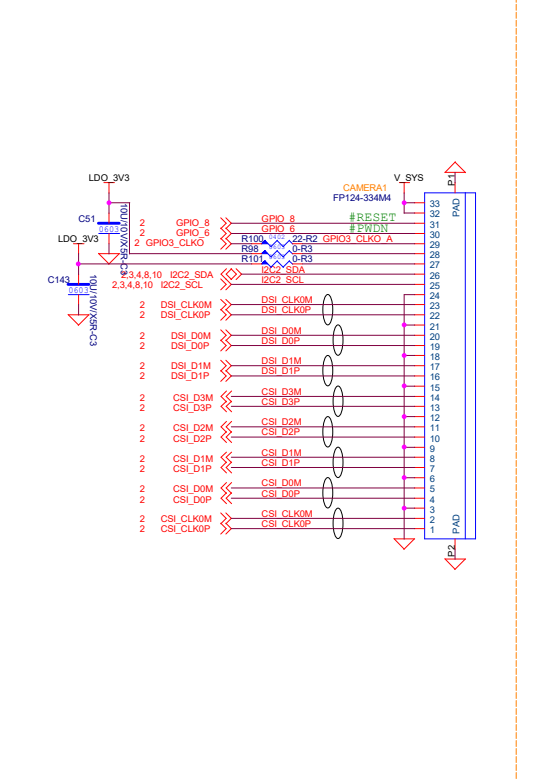 P1
LDO_3V3
V_SYS
CAMERA1
FP124-334M4
33 PAD
C51 0603 10U/10V/X5R-C3
32
2 GPIO_8 GPIO_8 #RESET 31
2 GPIO_6 GPIO_6 #PWDN 30
2 GPIO3_CLKO R100 0402 22-R2 GPIO3_CLKO_A 29
LDO_3V3
R98 0603 0-R3 28
R101 0603 0-R3 27
C143 0603 10U/10V/X5R-C3
2,3,4,8,10 I2C2_SDA I2C2_SDA 26
2,3,4,8,10 I2C2_SCL I2C2_SCL 25
24
2 DSI_CLK0M DSI_CLK0M 23
2 DSI_CLK0P DSI_CLK0P 22
21
2 DSI_D0M DSI_D0M 20
2 DSI_D0P DSI_D0P 19
18
2 DSI_D1M DSI_D1M 17
2 DSI_D1P DSI_D1P 16
15
2 CSI_D3M CSI_D3M 14
2 CSI_D3P CSI_D3P 13
12
2 CSI_D2M CSI_D2M 11
2 CSI_D2P CSI_D2P 10
9
2 CSI_D1M CSI_D1M 8
2 CSI_D1P CSI_D1P 7
6
2 CSI_D0M CSI_D0M 5
2 CSI_D0P CSI_D0P 4
3
2 CSI_CLK0M CSI_CLK0M 2
2 CSI_CLK0P CSI_CLK0P 1
PAD
P2